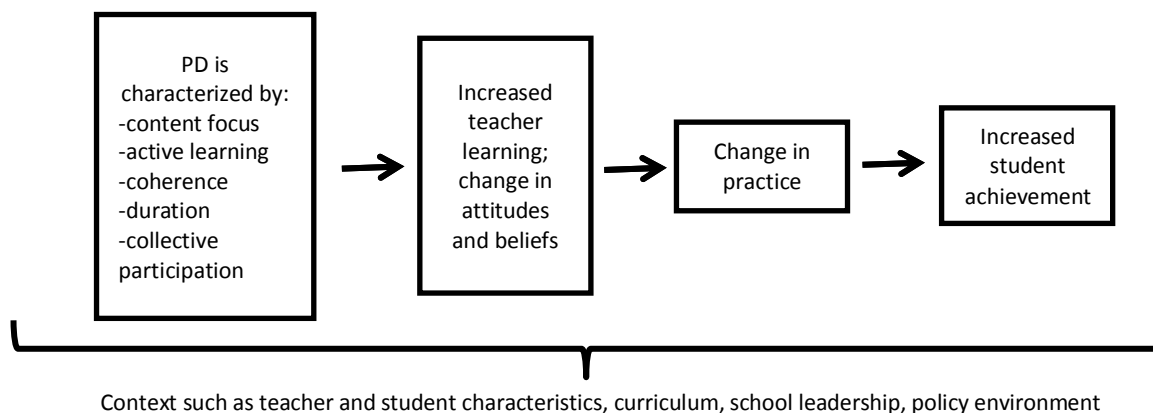 PD is
characterized by:
-content focus
-active learning
-coherence
-duration
-collective
participation
Increased
teacher
learning;
change in
attitudes
and beliefs
Change in
practice
Increased
student
achievement
Context such as teacher and student characteristics, curriculum, school leadership, policy environment